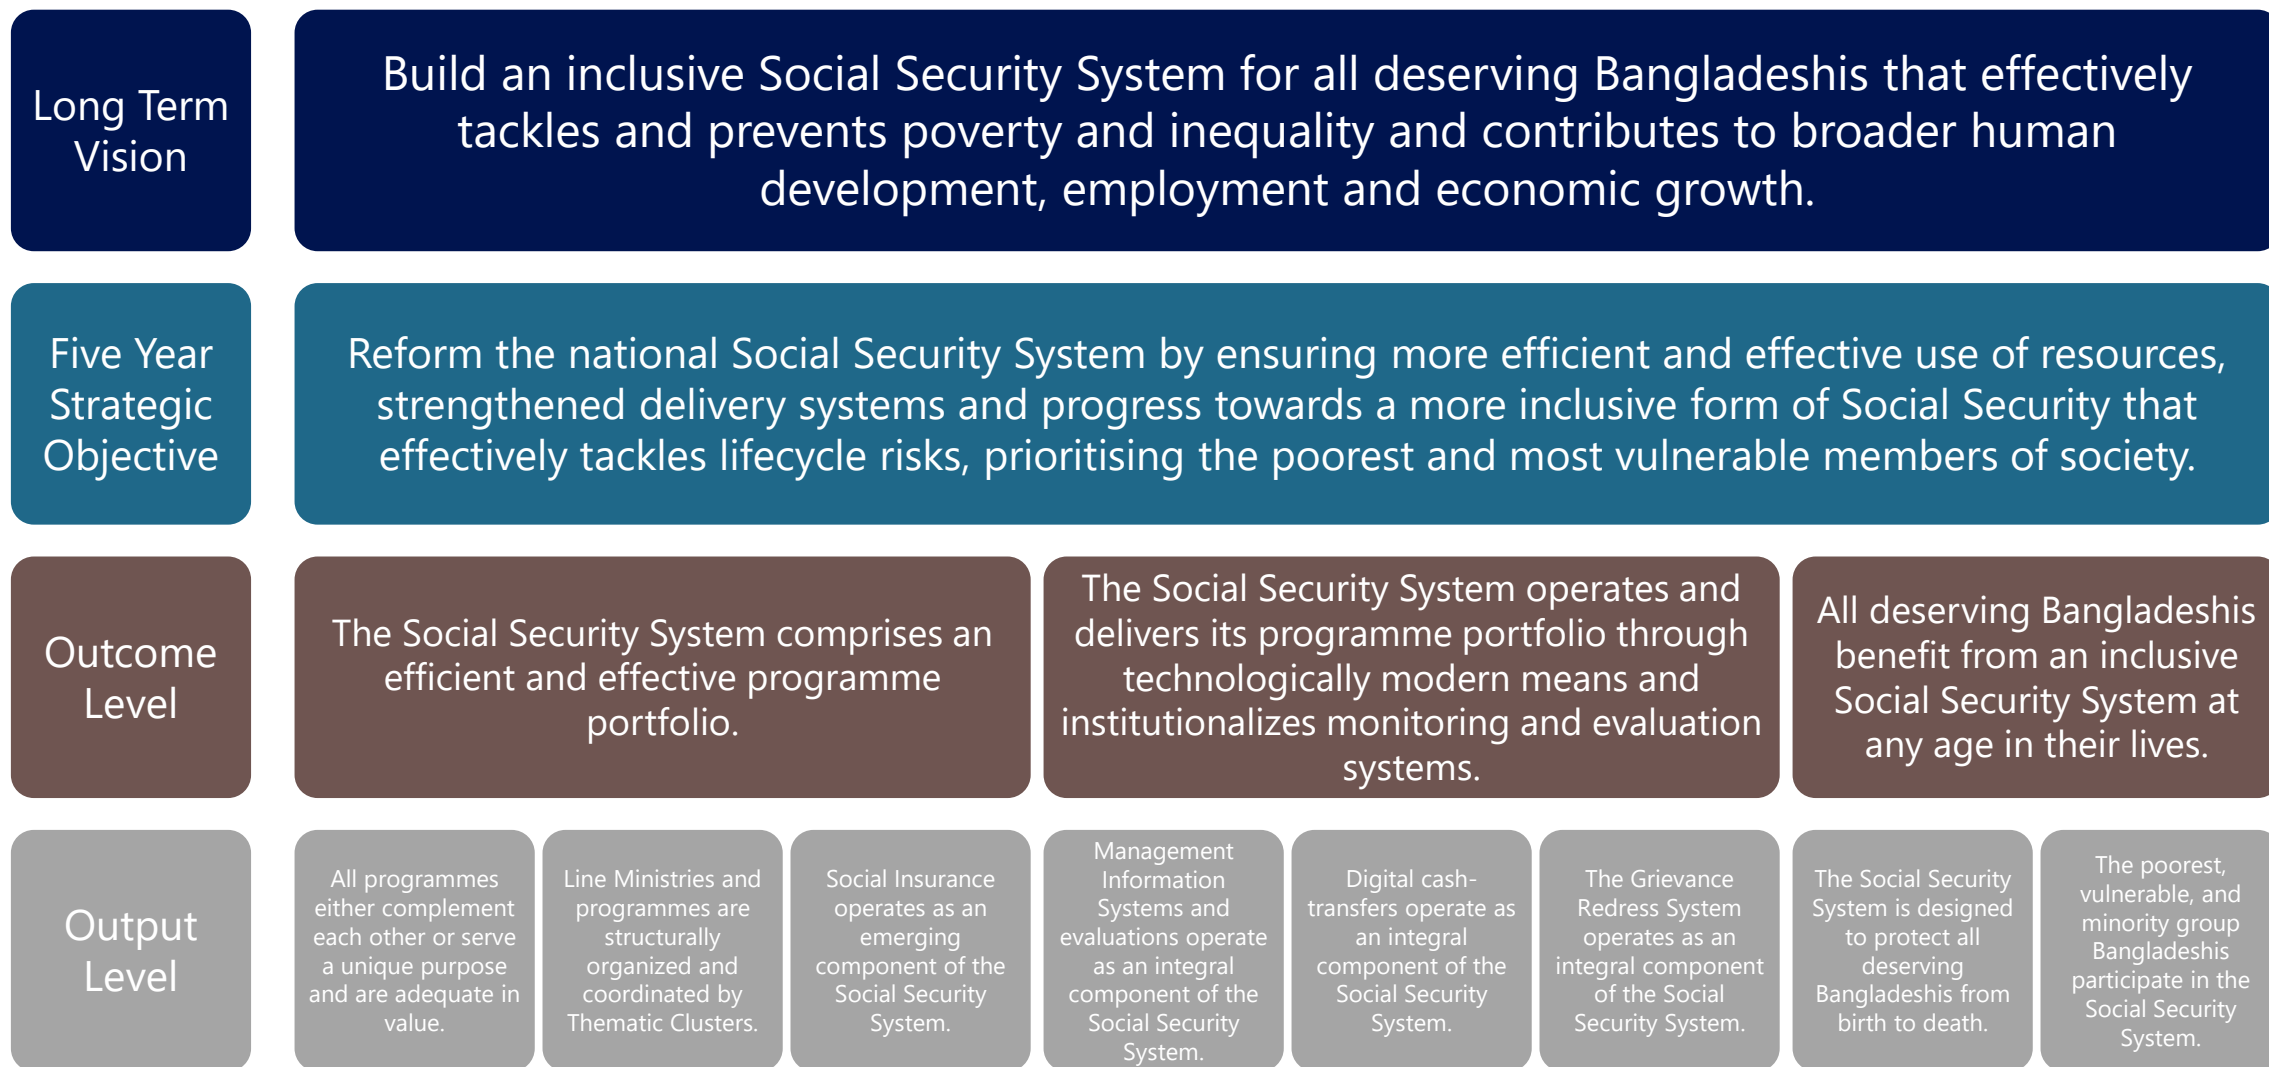 Long Term
Vision
Build an inclusive Social Security System for all deserving Bangladeshis that effectively
tackles and prevents poverty and inequality and contributes to broader human
development, employment and economic growth.
Five Year
Strategic
Objective
Reform the national Social Security System by ensuring more efficient and effective use of resources,
strengthened delivery systems and progress towards a more inclusive form of Social Security that
effectively tackles lifecycle risks, prioritising the poorest and most vulnerable members of society.
Outcome
Level
The Social Security System comprises an
efficient and effective programme
portfolio.
The Social Security System operates and
delivers its programme portfolio through
technologically modern means and
institutionalizes monitoring and evaluation
systems.
All deserving Bangladeshis
benefit from an inclusive
Social Security System at
any age in their lives.
Output
Level
All programmes
either complement
each other or serve
a unique purpose
and are adequate in
value.
Line Ministries and
programmes are
structurally
organized and
coordinated by
Thematic Clusters.
Social Insurance
operates as an
emerging
component of the
Social Security
System.
Management
Information
Systems and
evaluations operate
as an integral
component of the
Social Security
System.
Digital cash-
transfers operate as
an integral
component of the
Social Security
System.
The Grievance
Redress System
operates as an
integral component
of the Social
Security System.
The Social Security
System is designed
to protect all
deserving
Bangladeshis from
birth to death.
The poorest,
vulnerable, and
minority group
Bangladeshis
participate in the
Social Security
System.